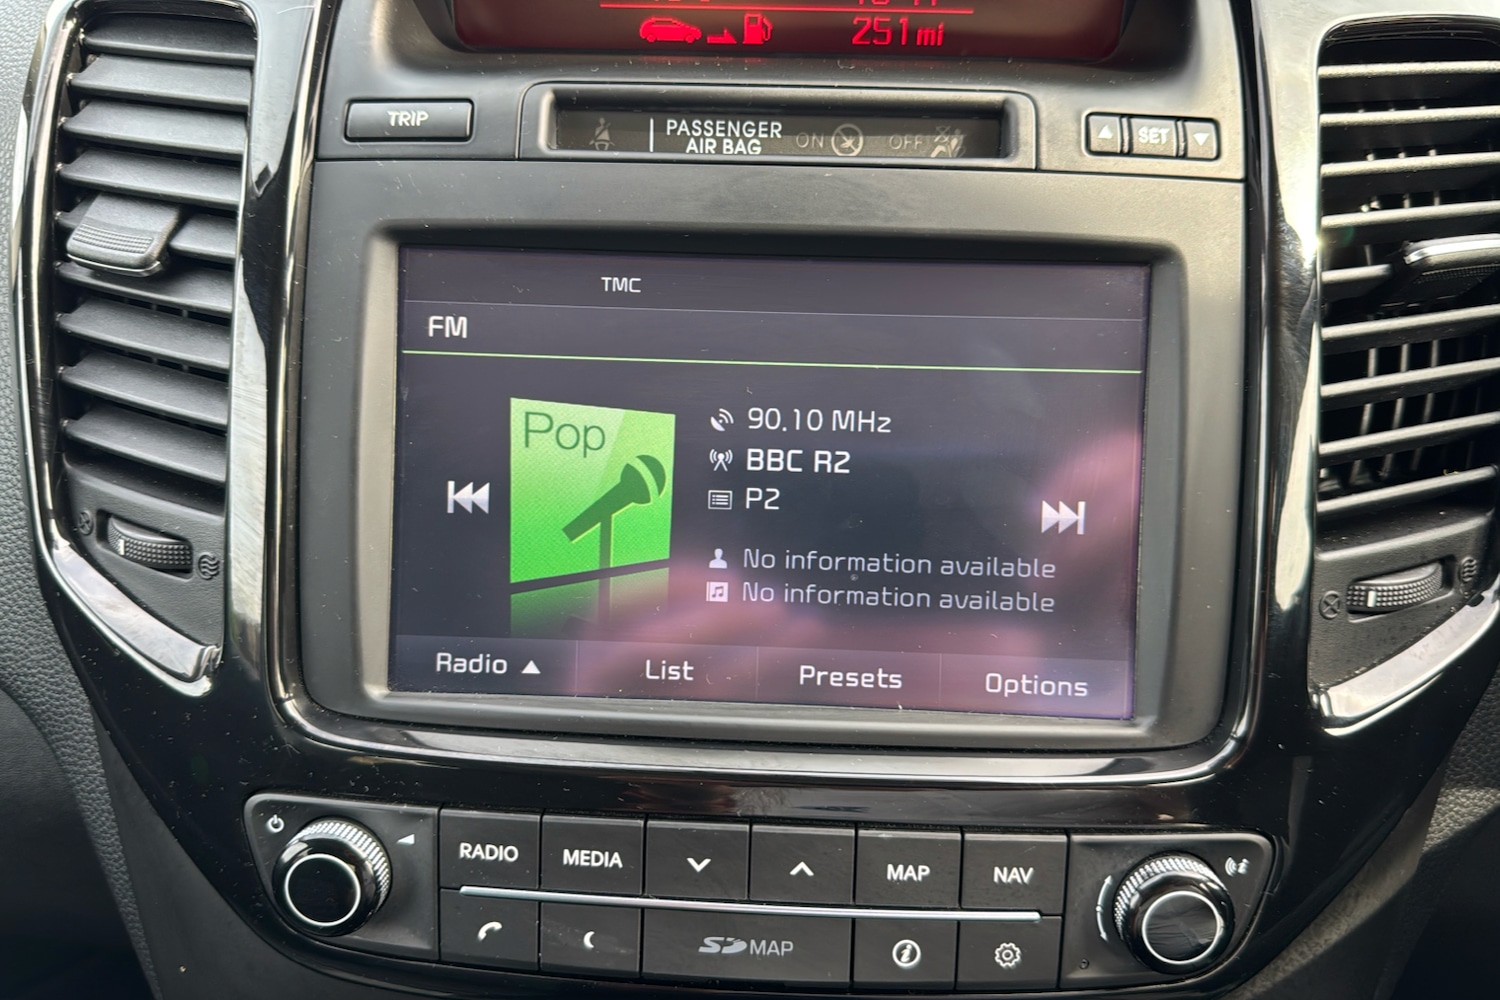 251 mi
TRIP
PASSENGER
AIR BAG
ON
OFF
SET
TMC
FM
Pop
90.10 MHz
BBC R2
P2
No information available
No information available
Radio
List
Presets
Options
RADIO
MEDIA
MAP
NAV
SD MAP